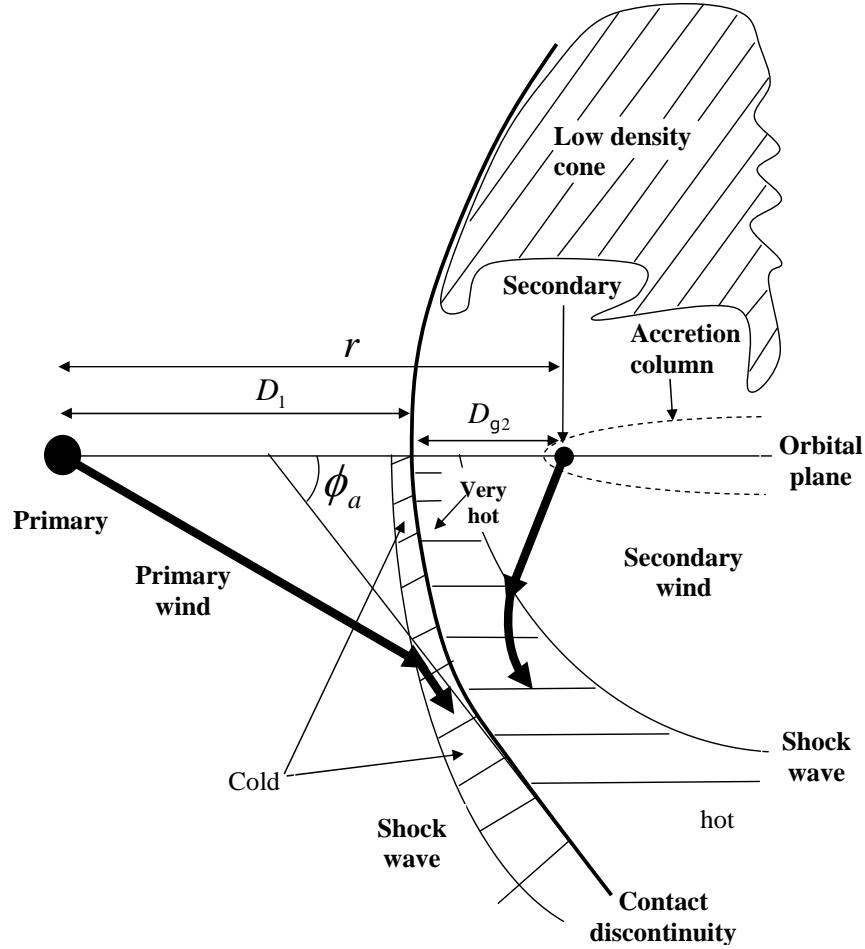 Low density
cone
Secondary
Accretion
column
r
D₁
D_g2
Orbital
plane
ϕₐ
Very
hot
Primary
Primary
wind
Secondary
wind
Shock
wave
Cold
hot
Shock
wave
Contact
discontinuity